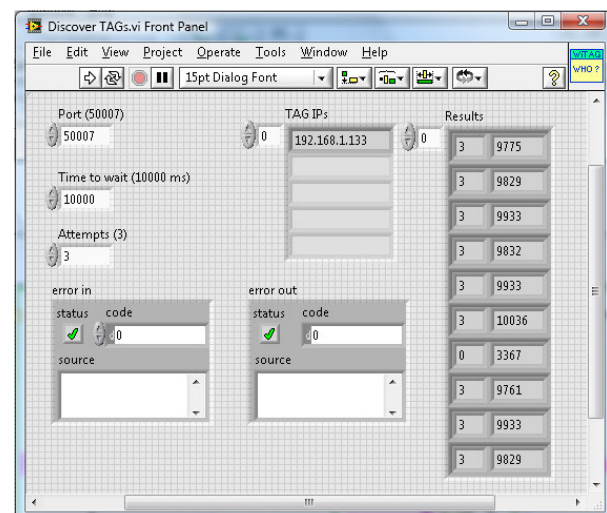 Discover TAGs.vi Front Panel
File Edit View Project Operate Tools Window Help
15pt Dialog Font
WiTAG
WHO ?
Port (50007)
50007
Time to wait (10000 ms)
10000
Attempts (3)
3
TAG IPs
0
192.168.1.133
Results
0
3 9775
3 9829
3 9933
3 9832
3 9933
3 10036
0 3367
3 9761
3 9933
3 9829
error in
status code
0
source
error out
status code
0
source